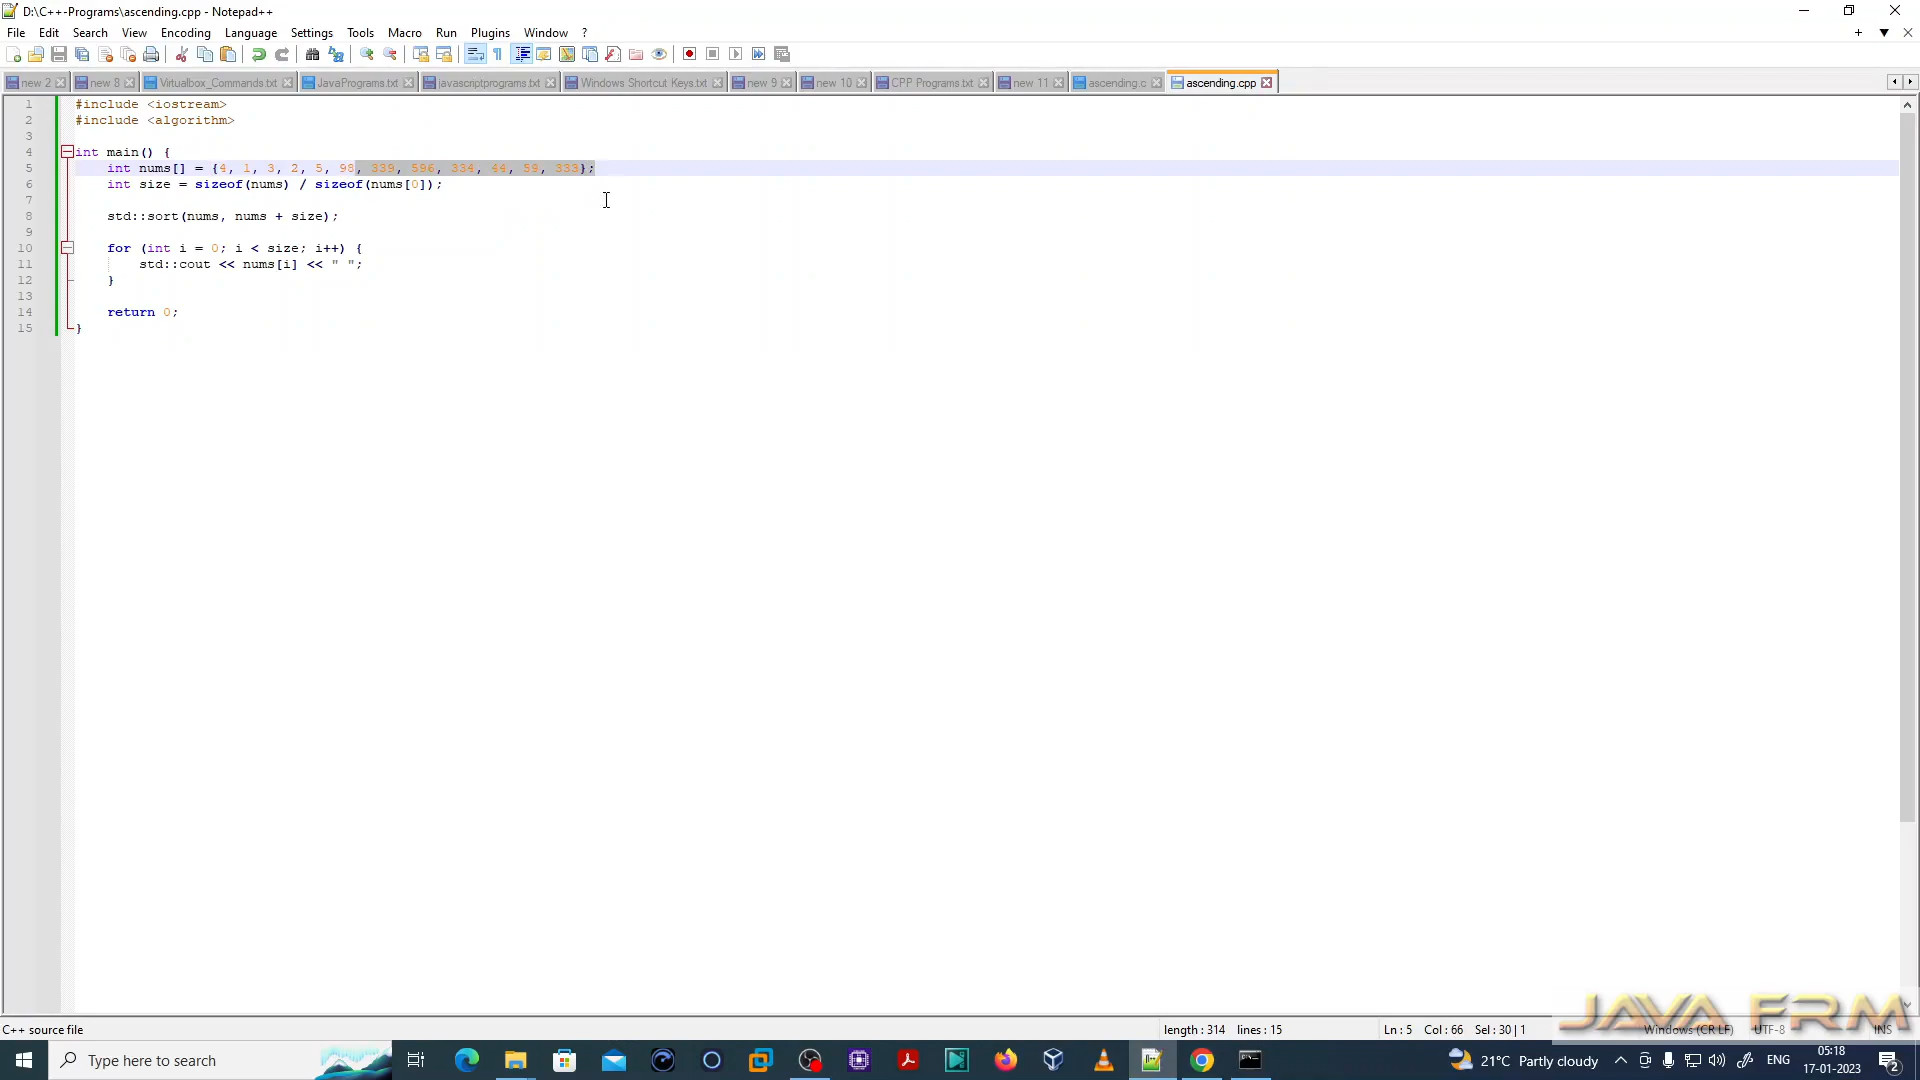 D:\C++-Programs\ascending.cpp - Notepad++
File Edit Search View Encoding Language Settings Tools Macro Run Plugins Window ?
new 2 new 8 Virtualbox_Commands.txt JavaPrograms.txt javascriptprograms.txt Windows Shortcut Keys.txt new 9 new 10 CPP Programs.txt new 11 ascending.c ascending.cpp
1 #include <iostream>
2 #include <algorithm>
3
4 int main() {
5 int nums[] = {4, 1, 3, 2, 5, 98, 339, 596, 334, 44, 59, 333};
6 int size = sizeof(nums) / sizeof(nums[0]);
7
8 std::sort(nums, nums + size);
9
10 for (int i = 0; i < size; i++) {
11 std::cout << nums[i] << " ";
12 }
13
14 return 0;
15 }
JAVA FRM
C++ source file length : 314 lines : 15 Ln : 5 Col : 66 Sel : 30 | 1 Windows (CR LF) UTF-8 INS
Type here to search 21°C Partly cloudy ENG 05:18
17-01-2023 2